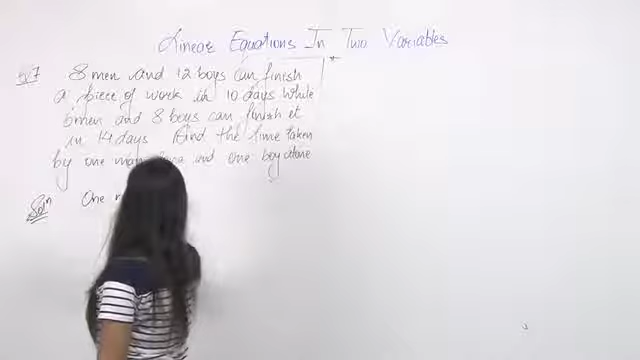 Linear Equations In Two Variables
Eg 7 8 men and 12 boys can finish
a piece of work in 10 days while
6 men and 8 boys can finish it
in 14 days Find the time taken
by one man and one boy alone
Soln One